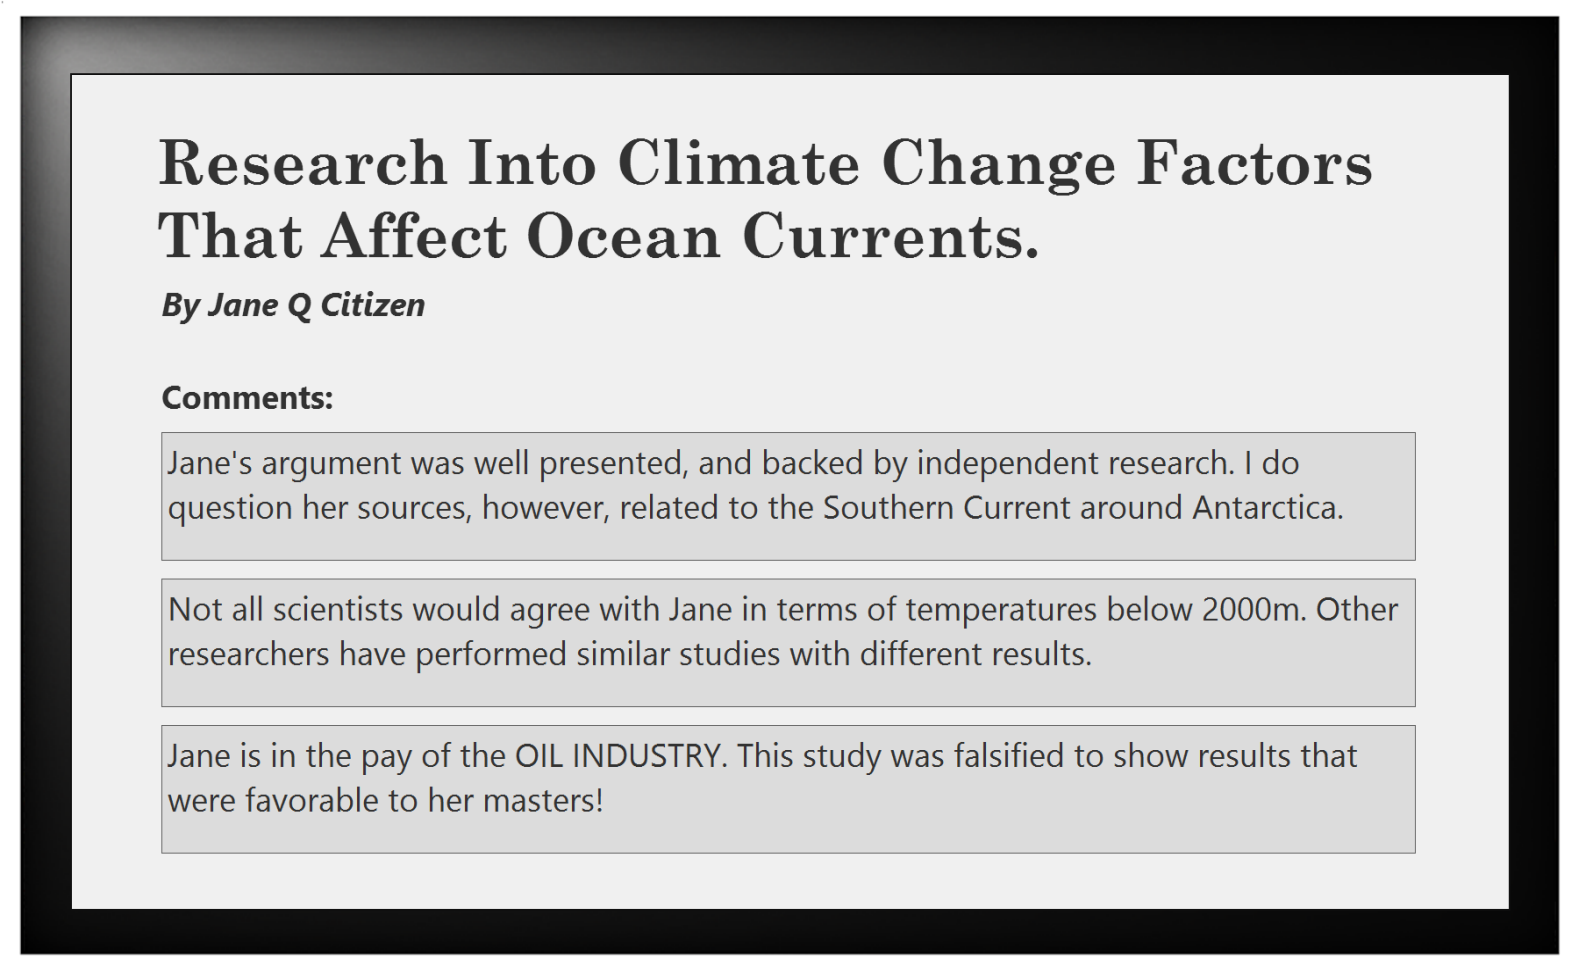 Research Into Climate Change Factors
That Affect Ocean Currents.
By Jane Q Citizen
Comments:
Jane's argument was well presented, and backed by independent research. I do
question her sources, however, related to the Southern Current around Antarctica.
Not all scientists would agree with Jane in terms of temperatures below 2000m. Other
researchers have performed similar studies with different results.
Jane is in the pay of the OIL INDUSTRY. This study was falsified to show results that
were favorable to her masters!